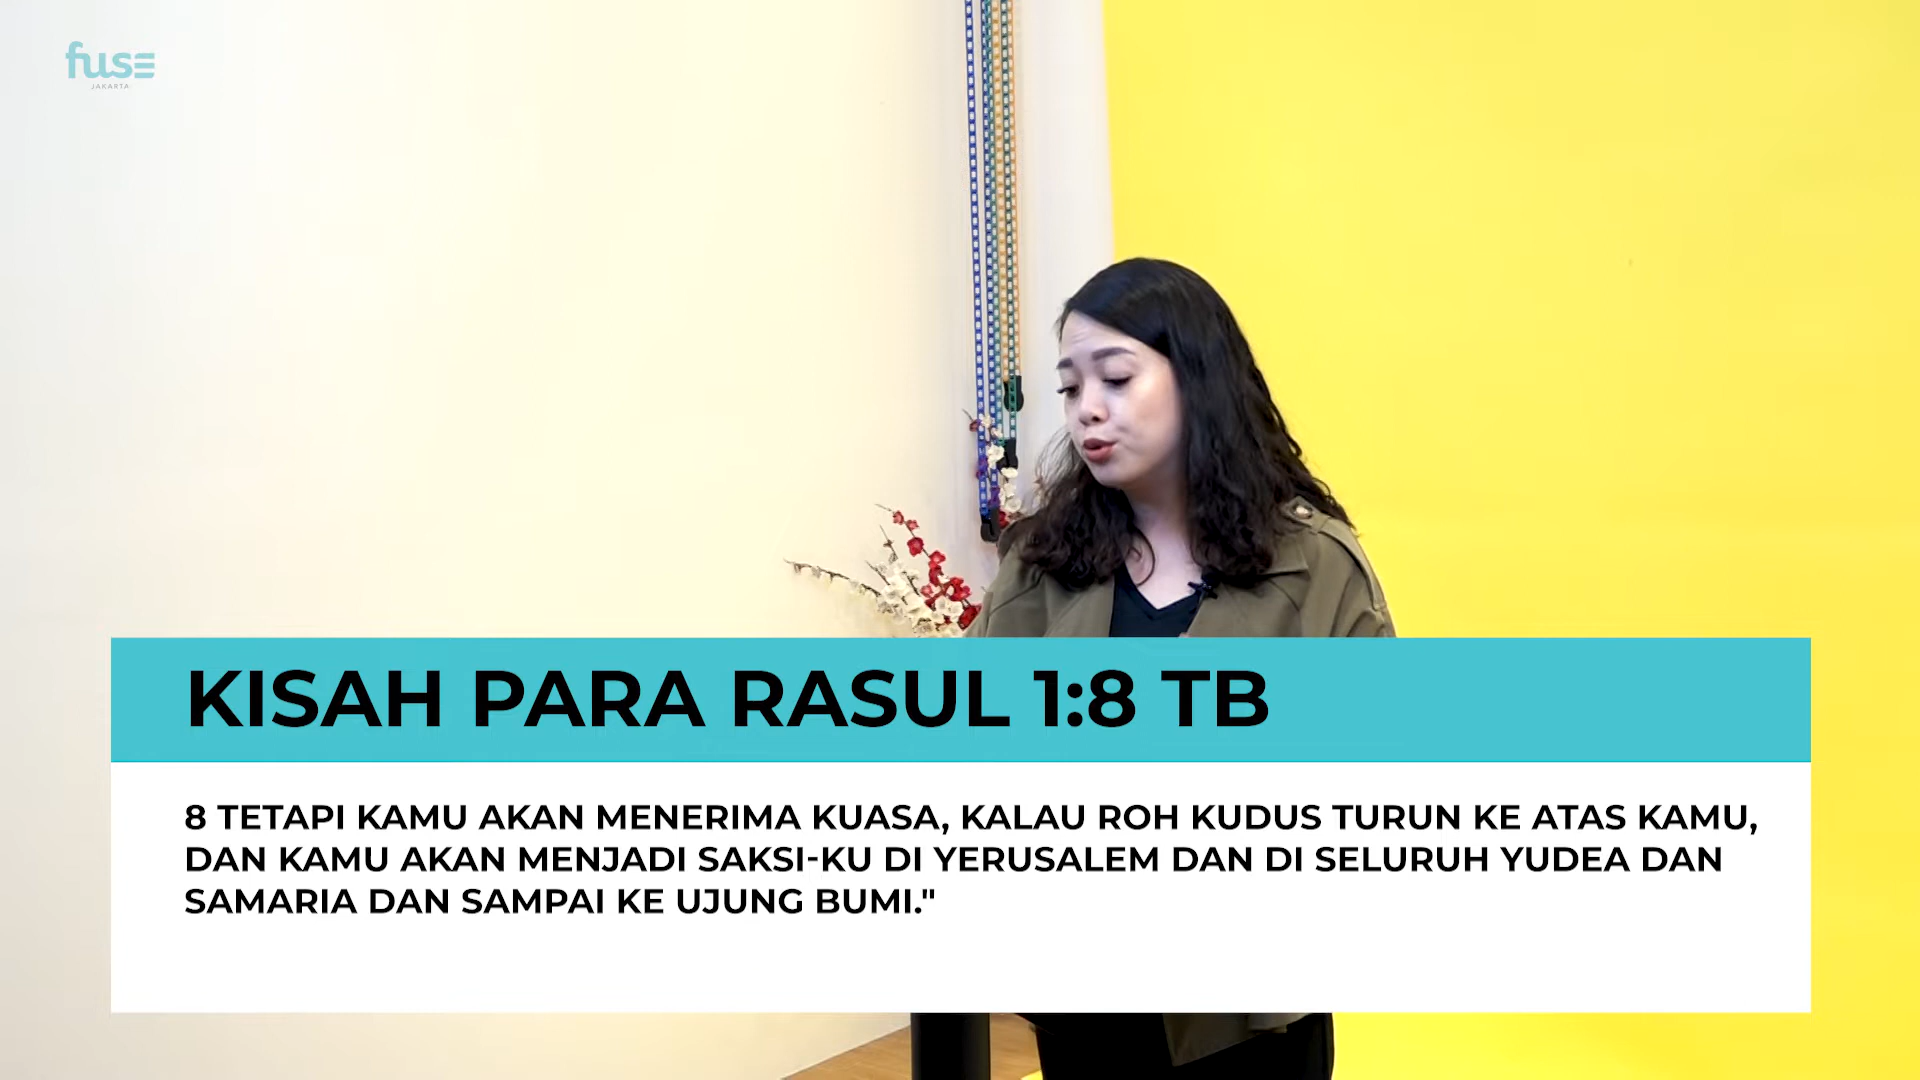 fuse
JAKARTA
KISAH PARA RASUL 1:8 TB
8 TETAPI KAMU AKAN MENERIMA KUASA, KALAU ROH KUDUS TURUN KE ATAS KAMU,
DAN KAMU AKAN MENJADI SAKSI-KU DI YERUSALEM DAN DI SELURUH YUDEA DAN
SAMARIA DAN SAMPAI KE UJUNG BUMI."